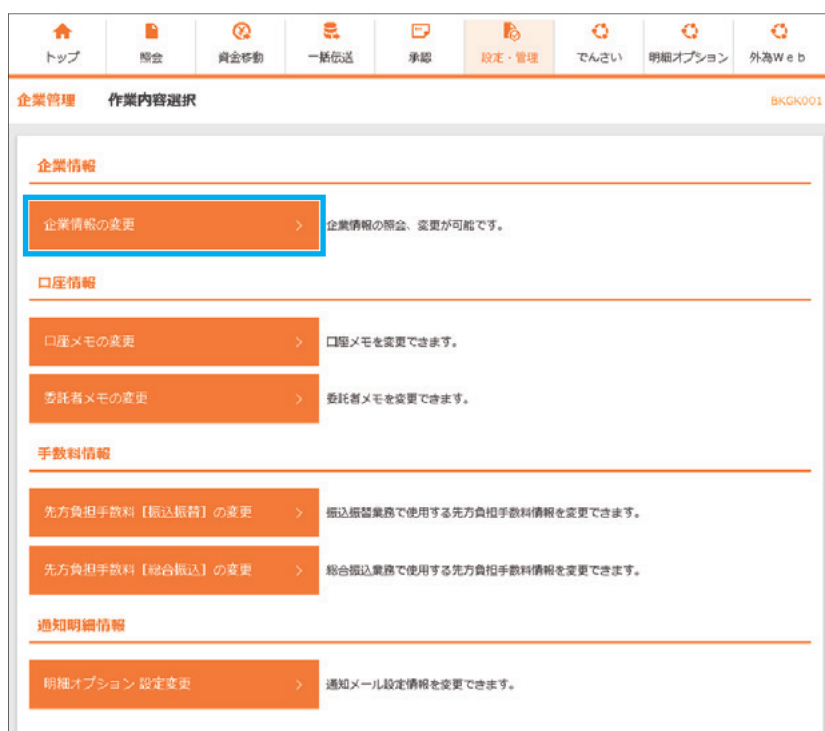 トップ 照会 資金移動 一括伝送 承認 設定・管理 でんさい 明細オプション 外為Web
企業管理 作業内容選択 BKGK001
企業情報
企業情報の変更 > 企業情報の照会、変更が可能です。
口座情報
口座メモの変更 > 口座メモを変更できます。
委託者メモの変更 > 委託者メモを変更できます。
手数料情報
先方負担手数料［振込振替］の変更 > 振込振替業務で使用する先方負担手数料情報を変更できます。
先方負担手数料［総合振込］の変更 > 総合振込業務で使用する先方負担手数料情報を変更できます。
通知明細情報
明細オプション 設定変更 > 通知メール設定情報を変更できます。